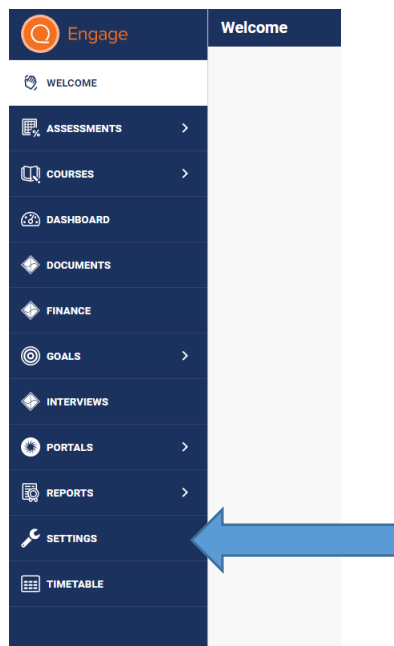 Engage
Welcome
WELCOME
ASSESSMENTS
COURSES
DASHBOARD
DOCUMENTS
FINANCE
GOALS
INTERVIEWS
PORTALS
REPORTS
SETTINGS
TIMETABLE